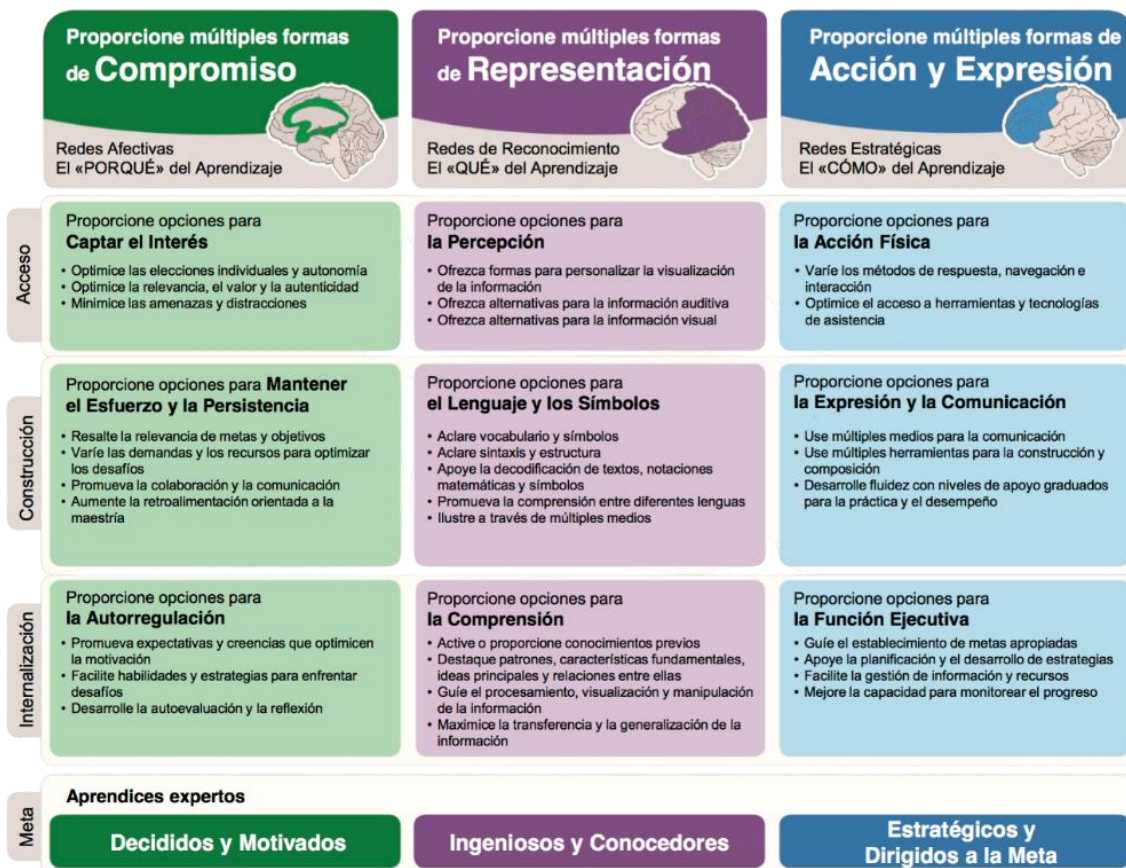 Proporcione múltiples formas
de Compromiso
Redes Afectivas
El «PORQUÉ» del Aprendizaje
Proporcione múltiples formas
de Representación
Redes de Reconocimiento
El «QUÉ» del Aprendizaje
Proporcione múltiples formas de
Acción y Expresión
Redes Estratégicas
El «CÓMO» del Aprendizaje
Acceso
Proporcione opciones para
Captar el Interés
• Optimice las elecciones individuales y autonomía
• Optimice la relevancia, el valor y la autenticidad
• Minimice las amenazas y distracciones
Proporcione opciones para
la Percepción
• Ofrezca formas para personalizar la visualización
de la información
• Ofrezca alternativas para la información auditiva
• Ofrezca alternativas para la información visual
Proporcione opciones para
la Acción Física
• Varíe los métodos de respuesta, navegación e
interacción
• Optimice el acceso a herramientas y tecnologías
de asistencia
Construcción
Proporcione opciones para Mantener
el Esfuerzo y la Persistencia
• Resalte la relevancia de metas y objetivos
• Varíe las demandas y los recursos para optimizar
los desafíos
• Promueva la colaboración y la comunicación
• Aumente la retroalimentación orientada a la
maestría
Proporcione opciones para
el Lenguaje y los Símbolos
• Aclare vocabulario y símbolos
• Aclare sintaxis y estructura
• Apoye la decodificación de textos, notaciones
matemáticas y símbolos
• Promueva la comprensión entre diferentes lenguas
• Ilustre a través de múltiples medios
Proporcione opciones para
la Expresión y la Comunicación
• Use múltiples medios para la comunicación
• Use múltiples herramientas para la construcción y
composición
• Desarrolle fluidez con niveles de apoyo graduados
para la práctica y el desempeño
Internalización
Proporcione opciones para
la Autorregulación
• Promueva expectativas y creencias que optimicen
la motivación
• Facilite habilidades y estrategias para enfrentar
desafíos
• Desarrolle la autoevaluación y la reflexión
Proporcione opciones para
la Comprensión
• Active o proporcione conocimientos previos
• Destaque patrones, características fundamentales,
ideas principales y relaciones entre ellas
• Guíe el procesamiento, visualización y manipulación
de la información
• Maximice la transferencia y la generalización de la
información
Proporcione opciones para
la Función Ejecutiva
• Guíe el establecimiento de metas apropiadas
• Apoye la planificación y el desarrollo de estrategias
• Facilite la gestión de información y recursos
• Mejore la capacidad para monitorear el progreso
Meta
Aprendices expertos
Decididos y Motivados
Ingeniosos y Conocedores
Estratégicos y
Dirigidos a la Meta